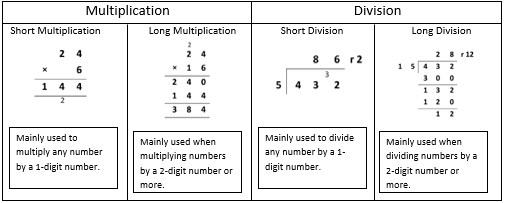 Multiplication
Division
Short Multiplication
2 4
× 6
1 4 4
2
Mainly used to
multiply any number
by a 1-digit number.
Long Multiplication
2
2 4
× 1 6
2 4 0
1 4 4
3 8 4
Mainly used when
multiplying numbers
by a 2-digit number or
more.
Short Division
8 6 r 2
3
5 4 3 2
Mainly used to divide
any number by a 1-
digit number.
Long Division
2 8 r 12
1 5 4 3 2
3 0 0
1 3 2
1 2 0
1 2
Mainly used when
dividing numbers by a
2-digit number or
more.